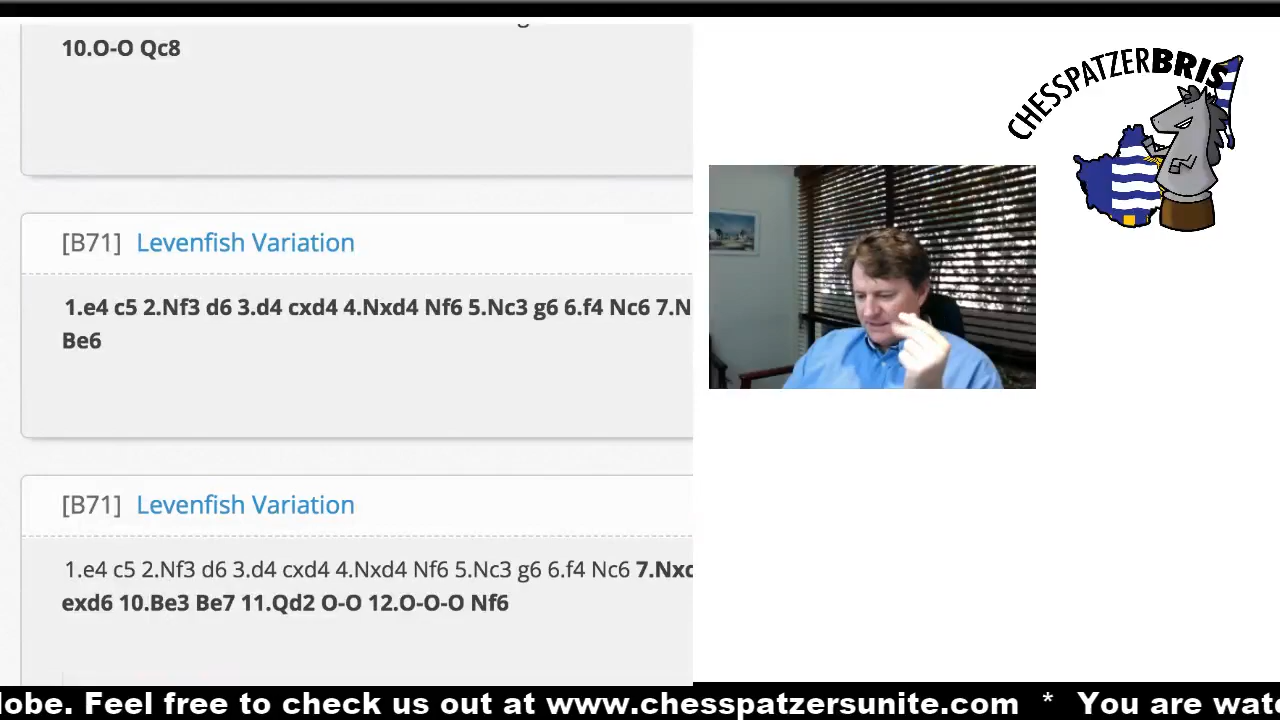 10.O-O Qc8
CHESSPATZERBRIS
[B71] Levenfish Variation
1.e4 c5 2.Nf3 d6 3.d4 cxd4 4.Nxd4 Nf6 5.Nc3 g6 6.f4 Nc6 7.N
Be6
[B71] Levenfish Variation
1.e4 c5 2.Nf3 d6 3.d4 cxd4 4.Nxd4 Nf6 5.Nc3 g6 6.f4 Nc6 7.Nxc
exd6 10.Be3 Be7 11.Qd2 O-O 12.O-O-O Nf6
lobe. Feel free to check us out at www.chesspatzersunite.com * You are wat